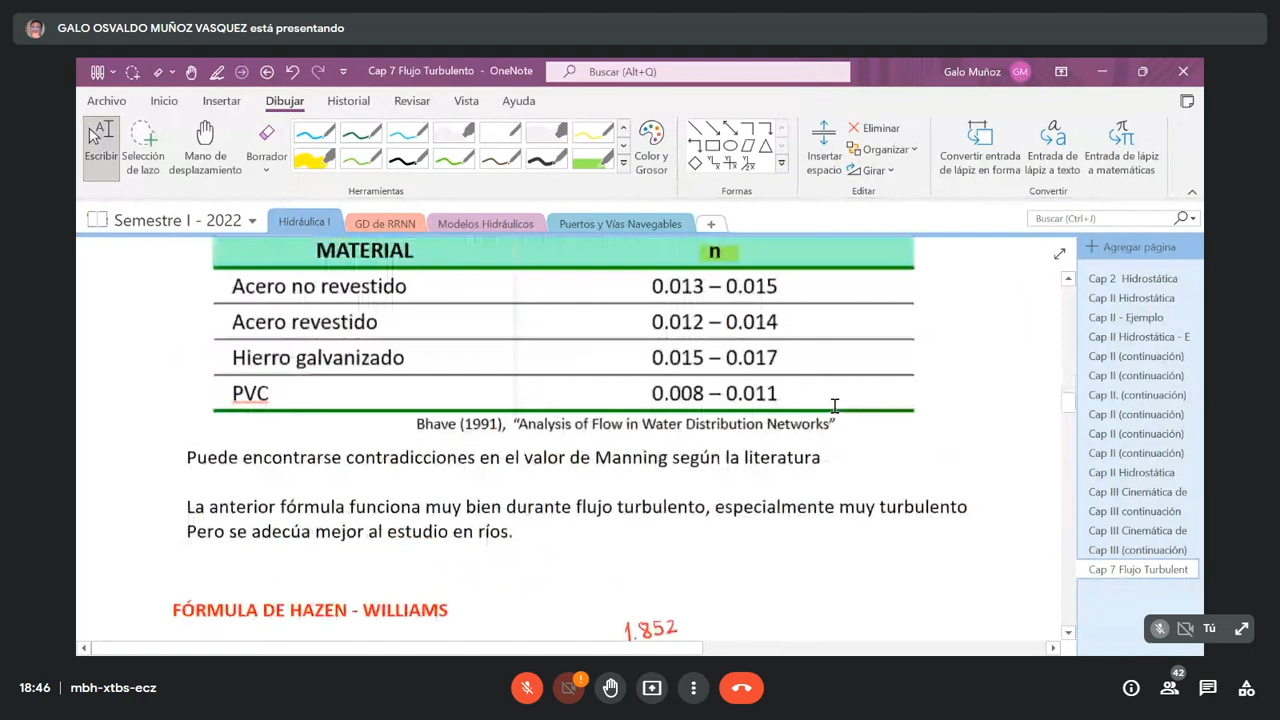 GALO OSVALDO MUÑOZ VASQUEZ está presentando
Cap 7 Flujo Turbulento - OneNote
Buscar (Alt+Q)
Galo Muñoz GM
Archivo Inicio Insertar Dibujar Historial Revisar Vista Ayuda
Escribir
Selección de lazo
Mano de desplazamiento
Borrador
Herramientas
Color y Grosor
Formas
Insertar espacio
Eliminar
Organizar
Girar
Editar
Convertir entrada de lápiz en forma
Entrada de lápiz a texto
Entrada de lápiz a matemáticas
Convertir
Semestre I - 2022 Hidráulica I GD de RRNN Modelos Hidráulicos Puertos y Vías Navegables
Buscar (Ctrl+J)
MATERIAL n
Acero no revestido 0.013 – 0.015
Acero revestido 0.012 – 0.014
Hierro galvanizado 0.015 – 0.017
PVC 0.008 – 0.011
Bhave (1991), “Analysis of Flow in Water Distribution Networks”
Puede encontrarse contradicciones en el valor de Manning según la literatura
La anterior fórmula funciona muy bien durante flujo turbulento, especialmente muy turbulento
Pero se adecúa mejor al estudio en ríos.
FÓRMULA DE HAZEN - WILLIAMS
1.852
Agregar página
Cap 2 Hidrostática
Cap II Hidrostática
Cap II - Ejemplo
Cap II Hidrostática - E
Cap II (continuación)
Cap II (continuación)
Cap II. (continuación)
Cap II (continuación)
Cap II (continuación)
Cap II (continuación)
Cap II Hidrostática
Cap III Cinemática de
Cap III continuación
Cap III Cinemática de
Cap III (continuación)
Cap 7 Flujo Turbulent
Tú
18:46 mbh-xtbs-ecz
42